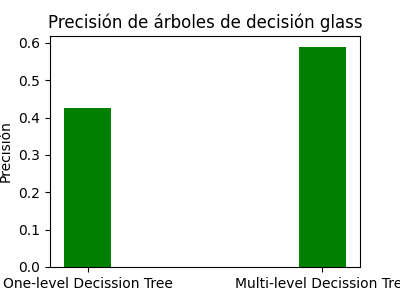 Precisión de árboles de decisión glass
Precisión
0.6
0.5
0.4
0.3
0.2
0.1
0.0
One-level Decission Tree
Multi-level Decission Tre